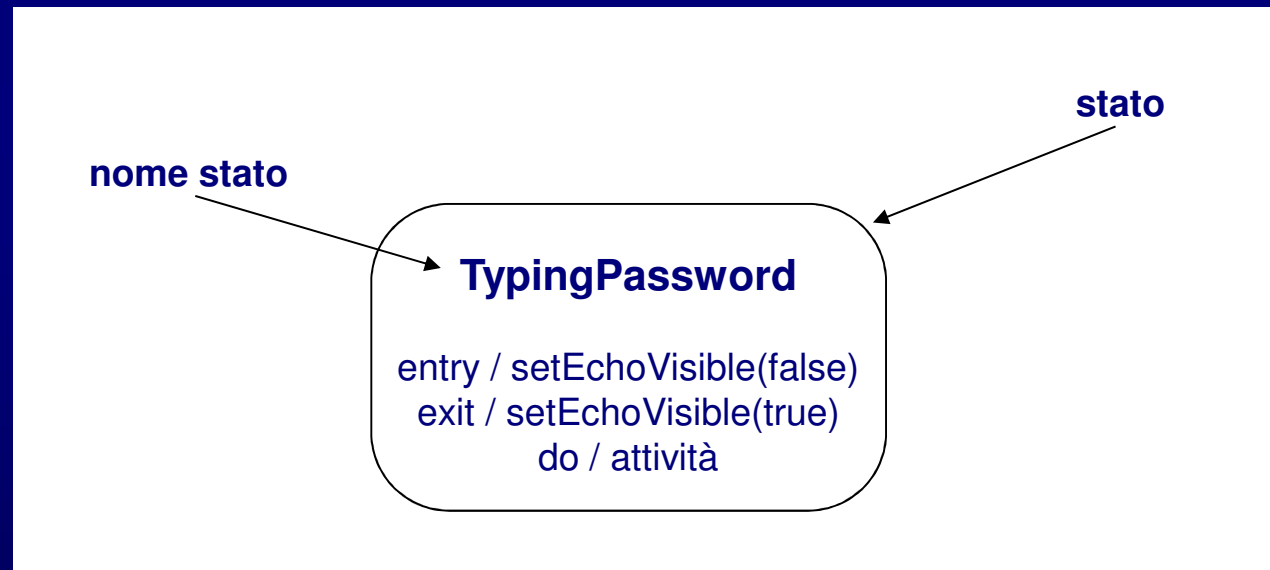 stato
nome stato
TypingPassword
entry / setEchoVisible(false)
exit / setEchoVisible(true)
do / attività